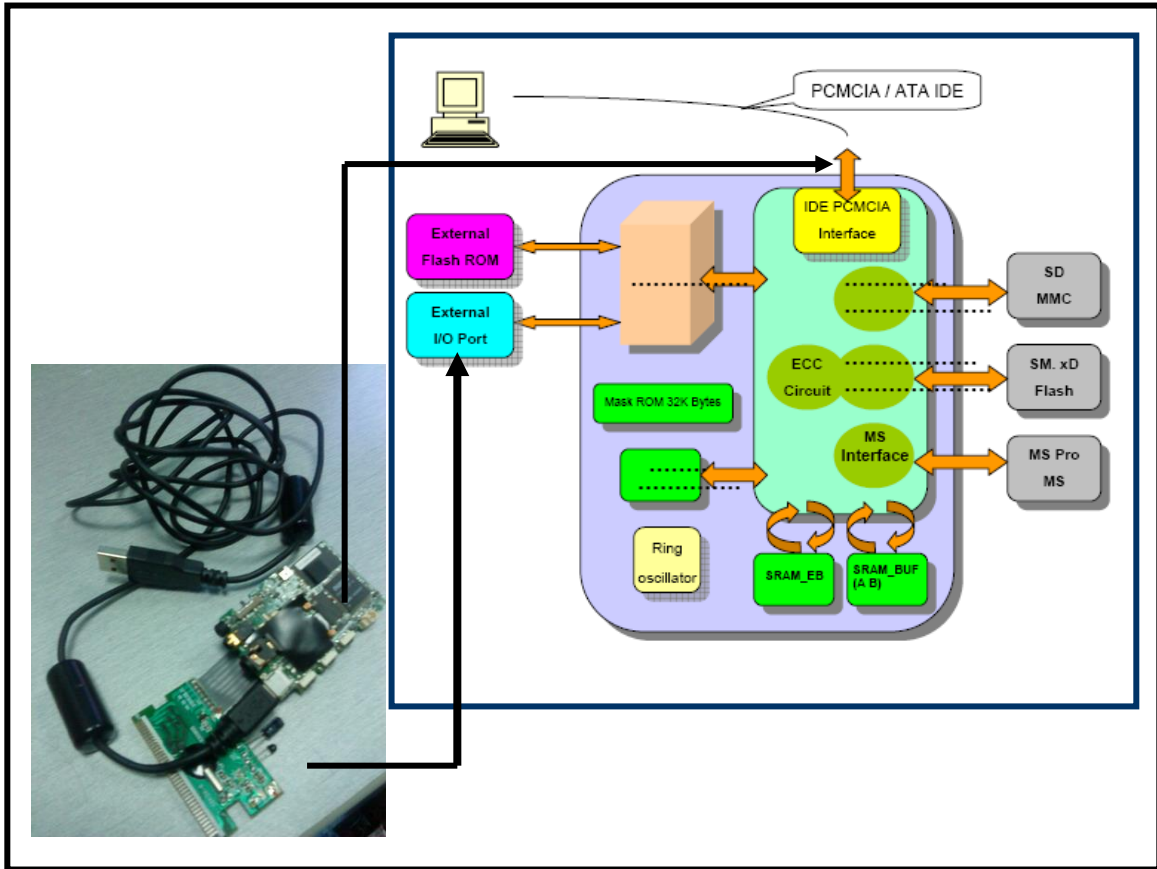 PCMCIA / ATA IDE
IDE PCMCIA
Interface
External
Flash ROM
External
I/O Port
SD
MMC
ECC
Circuit
SM. xD
Flash
Mask ROM 32K Bytes
MS
Interface
MS Pro
MS
Ring
oscillator
SRAM_EB
SRAM_BUF
(A B)